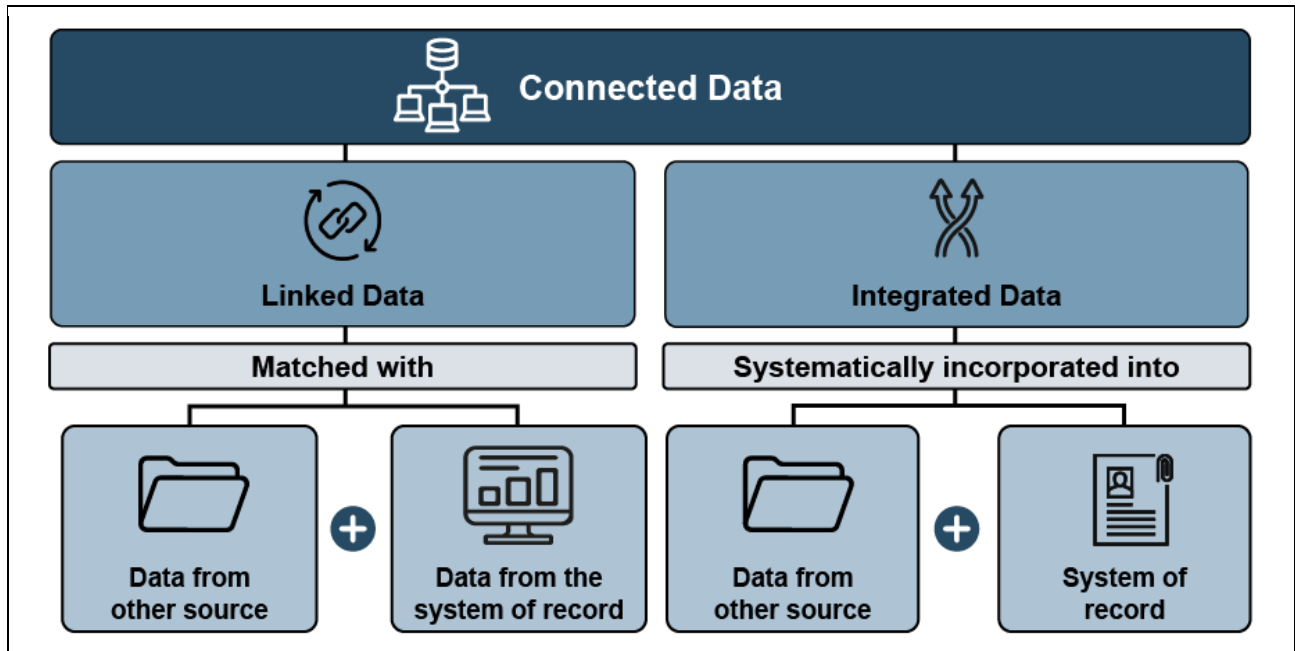 Connected Data
Linked Data
Integrated Data
Matched with
Systematically incorporated into
Data from
other source
Data from the
system of record
Data from
other source
System of
record